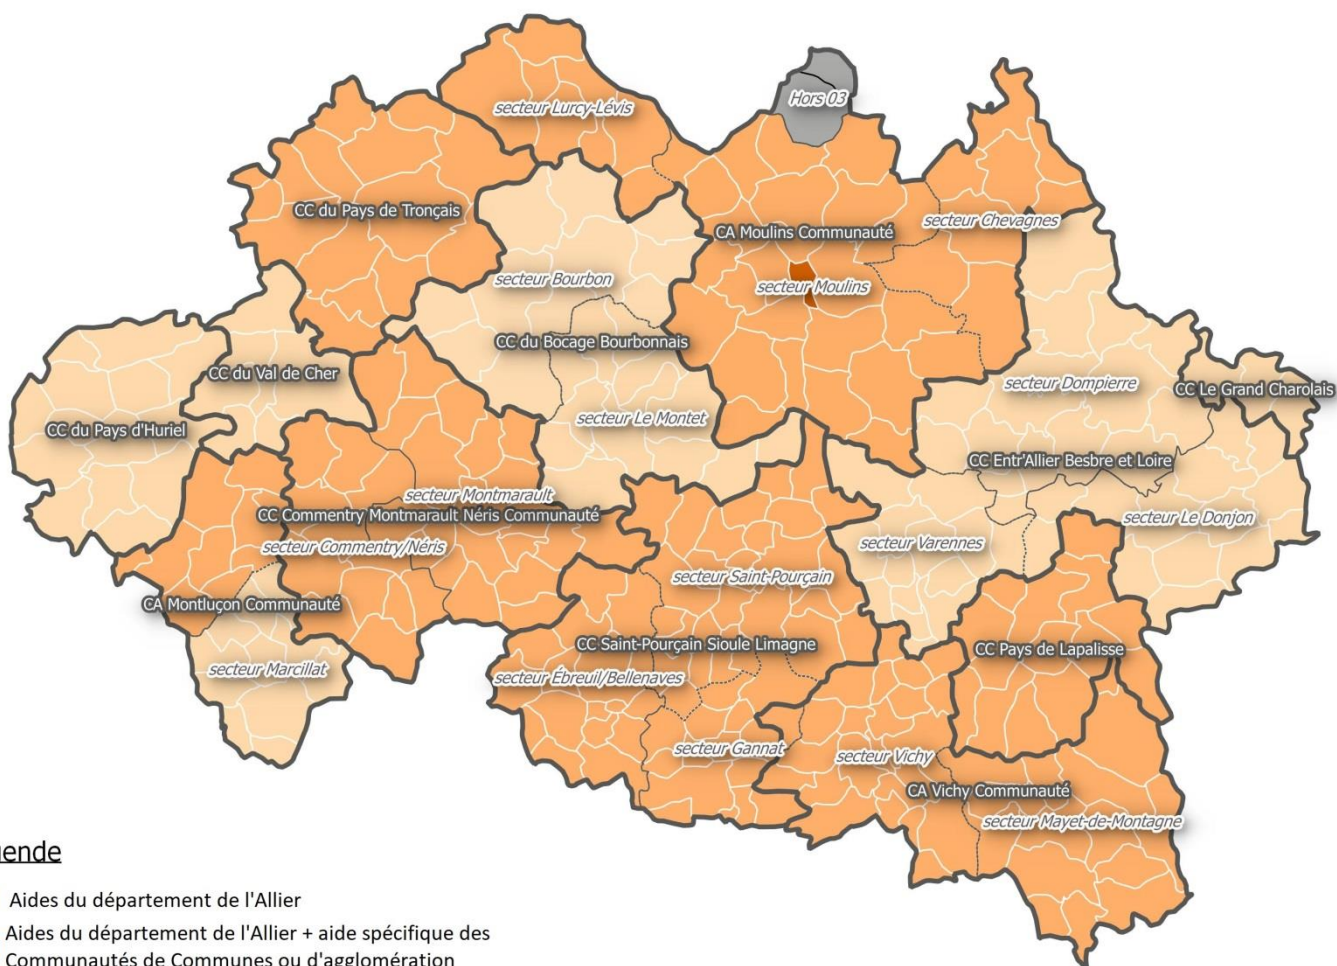 Hors 03
secteur Lurcy-Lévis
CC du Pays de Tronçais
secteur Chevagnes
CA Moulins Communauté
secteur Bourbon
secteur Moulins
CC du Bocage Bourbonnais
CC du Val de Cher
secteur Dompierre
CC Le Grand Charolais
secteur Le Montet
CC du Pays d'Huriel
CC Entr'Allier Besbre et Loire
secteur Montmarault
CC Commentry Montmarault Néris Communauté
secteur Le Donjon
secteur Commentry/Néris
secteur Varennes
secteur Saint-Pourçain
CA Montluçon Communauté
CC Saint-Pourçain Sioule Limagne
CC Pays de Lapalisse
secteur Marcillat
secteur Ébreuil/Bellenaves
secteur Gannat
secteur Vichy
CA Vichy Communauté
secteur Mayet-de-Montagne
ende
Aides du département de l'Allier
Aides du département de l'Allier + aide spécifique des
Communautés de Communes ou d'agglomération